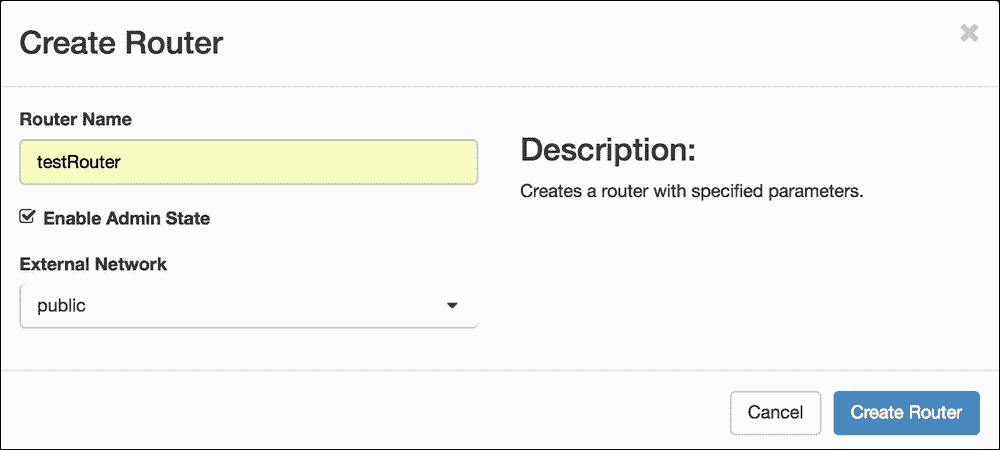 Create Router
Router Name
testRouter
Enable Admin State
External Network
public
Description:
Creates a router with specified parameters.
Cancel
Create Router